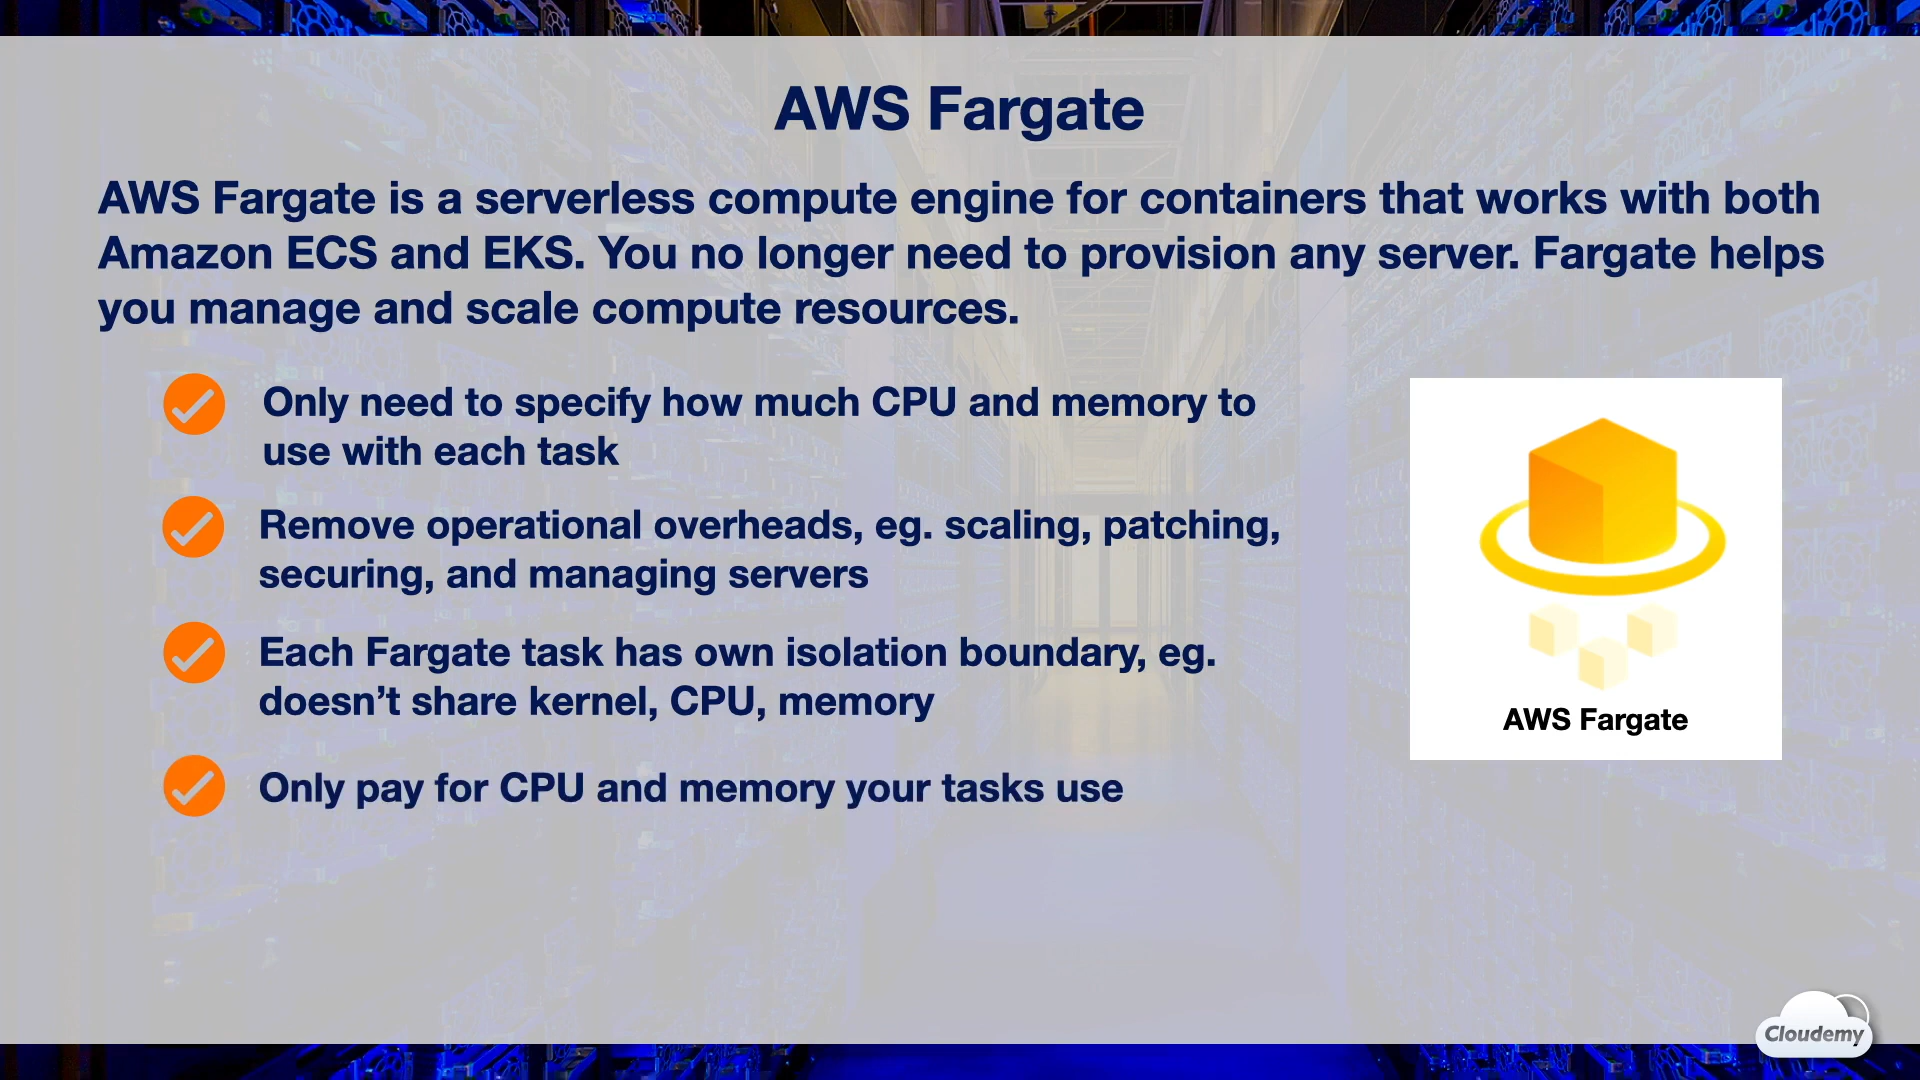 AWS Fargate
AWS Fargate is a serverless compute engine for containers that works with both
Amazon ECS and EKS. You no longer need to provision any server. Fargate helps
you manage and scale compute resources.
Only need to specify how much CPU and memory to
use with each task
Remove operational overheads, eg. scaling, patching,
securing, and managing servers
Each Fargate task has own isolation boundary, eg.
doesn’t share kernel, CPU, memory
Only pay for CPU and memory your tasks use
AWS Fargate
Cloudemy